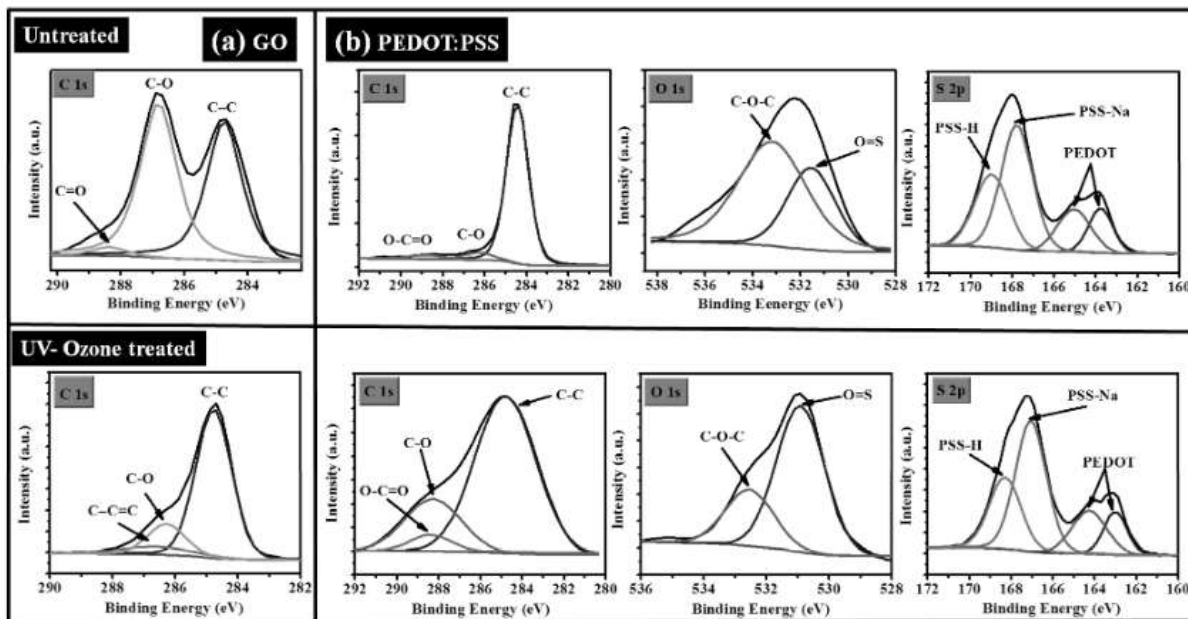 Untreated
(a) GO
(b) PEDOT:PSS
C 1s
C-O
C-C
C=O
Intensity (a.u.)
290 288 286 284
Binding Energy (eV)
C 1s
C-C
O-C=O
C-O
Intensity (a.u.)
292 290 288 286 284 282 280
Binding Energy (eV)
O 1s
C-O-C
O=S
Intensity (a.u.)
538 536 534 532 530 528
Binding Energy (eV)
S 2p
PSS-Na
PSS-H
PEDOT
Intensity (a.u.)
172 170 168 166 164 162 160
Binding Energy (eV)
UV- Ozone treated
C 1s
C-C
C-O
C-C=C
Intensity (a.u.)
290 288 286 284 282
Binding Energy (eV)
C 1s
C-C
C-O
O-C=O
Intensity (a.u.)
292 290 288 286 284 282 280
Binding Energy (eV)
O 1s
O=S
C-O-C
Intensity (a.u.)
536 534 532 530 528
Binding Energy (eV)
S 2p
PSS-Na
PSS-H
PEDOT
Intensity (a.u.)
172 170 168 166 164 162 160
Binding Energy (eV)